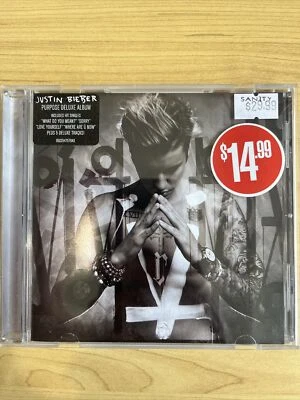 JUSTIN BIEBER
PURPOSE DELUXE ALBUM
INCLUDES HIT SINGLES
"WHAT DO YOU MEAN?" "SORRY"
"LOVE YOURSELF" "WHERE ARE Ü NOW"
PLUS 5 DELUXE TRACKS!
SANITY
$29.99
$14.99